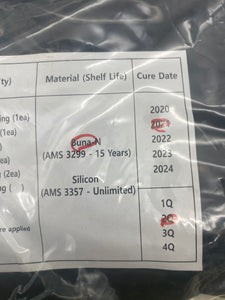 ty) Material (Shelf Life) Cure Date
ing (1ea)
(1ea)
ea)
(2ea)
ing ( )
)
re applied
Buna-N
(AMS 3299 - 15 Years)
Silicon
(AMS 3357 - Unlimited)
2020
2021
2022
2023
2024
1Q
2Q
3Q
4Q